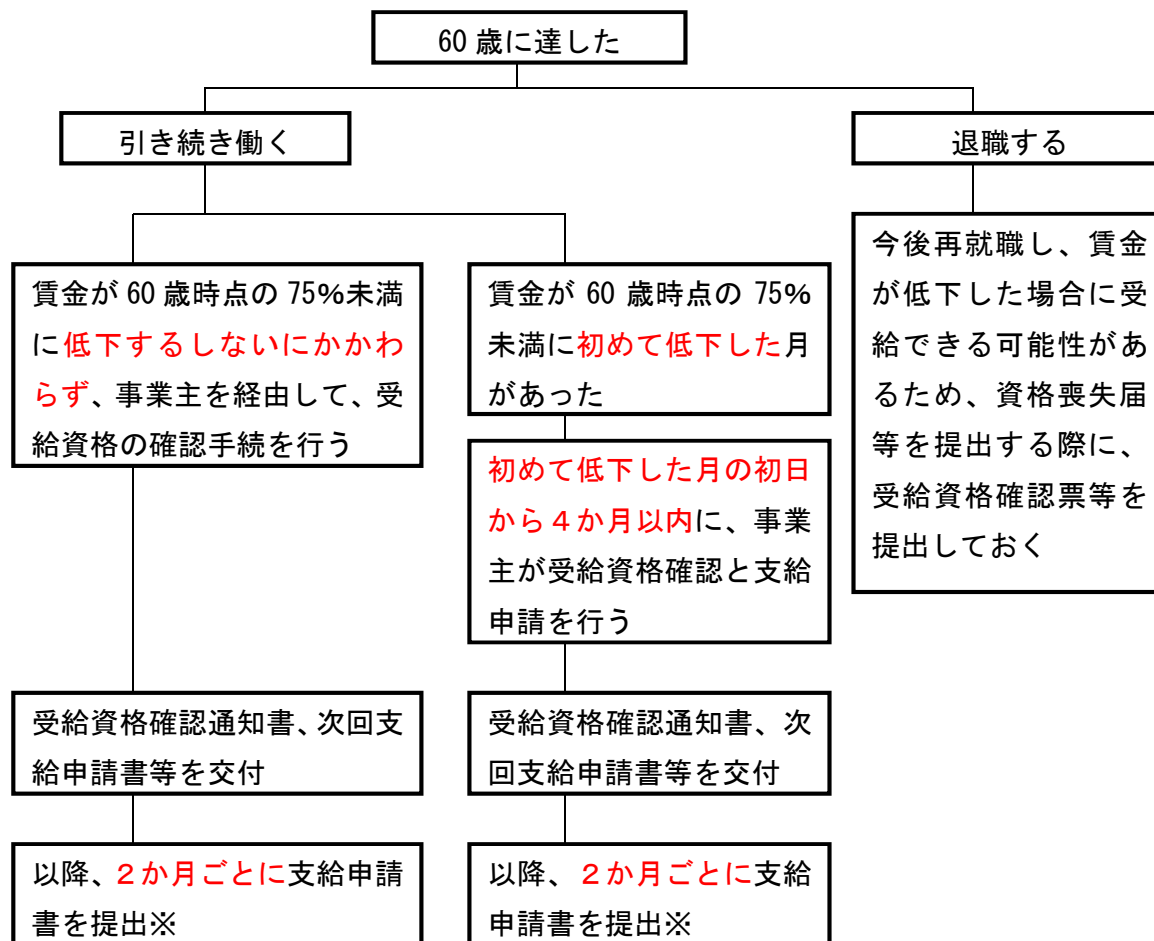 60 歳に達した
引き続き働く
退職する
賃金が 60 歳時点の 75%未満
に低下するしないにかかわ
らず、事業主を経由して、受
給資格の確認手続を行う
賃金が 60 歳時点の 75%
未満に初めて低下した月
があった
初めて低下した月の初日
から４か月以内に、事業
主が受給資格確認と支給
申請を行う
今後再就職し、賃金
が低下した場合に受
給できる可能性があ
るため、資格喪失届
等を提出する際に、
受給資格確認票等を
提出しておく
受給資格確認通知書、次回支
給申請書等を交付
受給資格確認通知書、次
回支給申請書等を交付
以降、２か月ごとに支給申請
書を提出※
以降、２か月ごとに支給
申請書を提出※